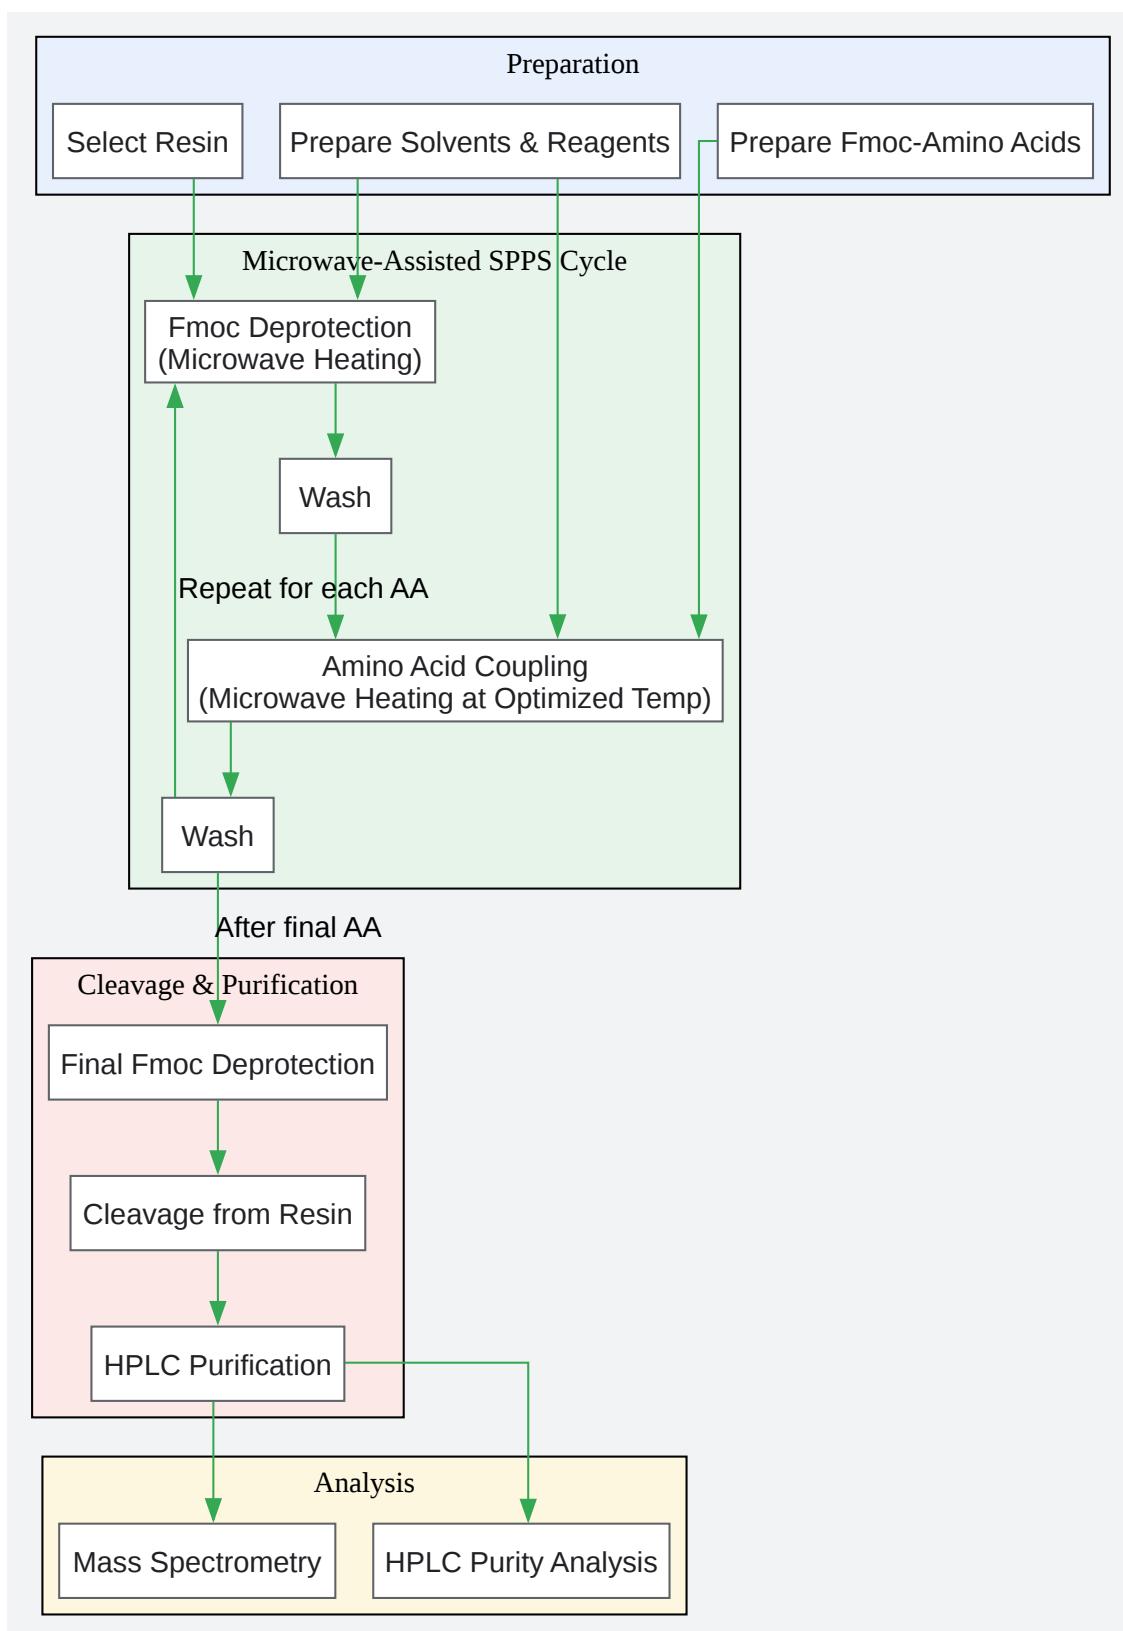 Preparation
Select Resin
Prepare Solvents & Reagents
Prepare Fmoc-Amino Acids
Microwave-Assisted SPPS Cycle
Fmoc Deprotection
(Microwave Heating)
Wash
Repeat for each AA
Amino Acid Coupling
(Microwave Heating at Optimized Temp)
Wash
After final AA
Cleavage & Purification
Final Fmoc Deprotection
Cleavage from Resin
HPLC Purification
Analysis
Mass Spectrometry
HPLC Purity Analysis